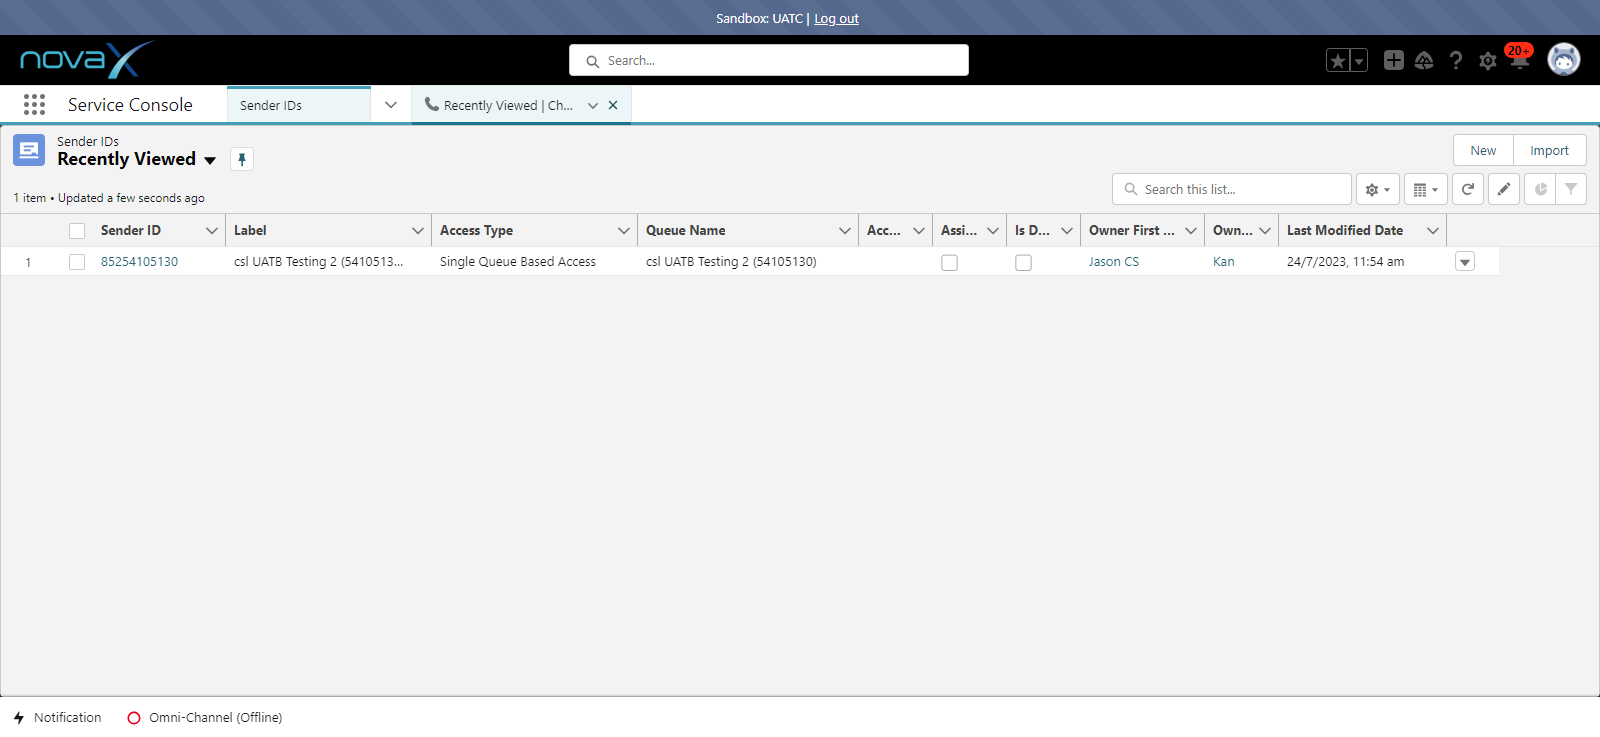 Sandbox: UATC | Log out
novaX
Search...
20+
Service Console
Sender IDs
Recently Viewed | Ch...
Sender IDs
Recently Viewed
New
Import
1 item • Updated a few seconds ago
Search this list...
Sender ID
Label
Access Type
Queue Name
Acc...
Assi...
Is D...
Owner First ...
Own...
Last Modified Date
1
85254105130
csl UATB Testing 2 (5410513...
Single Queue Based Access
csl UATB Testing 2 (54105130)
Jason CS
Kan
24/7/2023, 11:54 am
Notification
Omni-Channel (Offline)